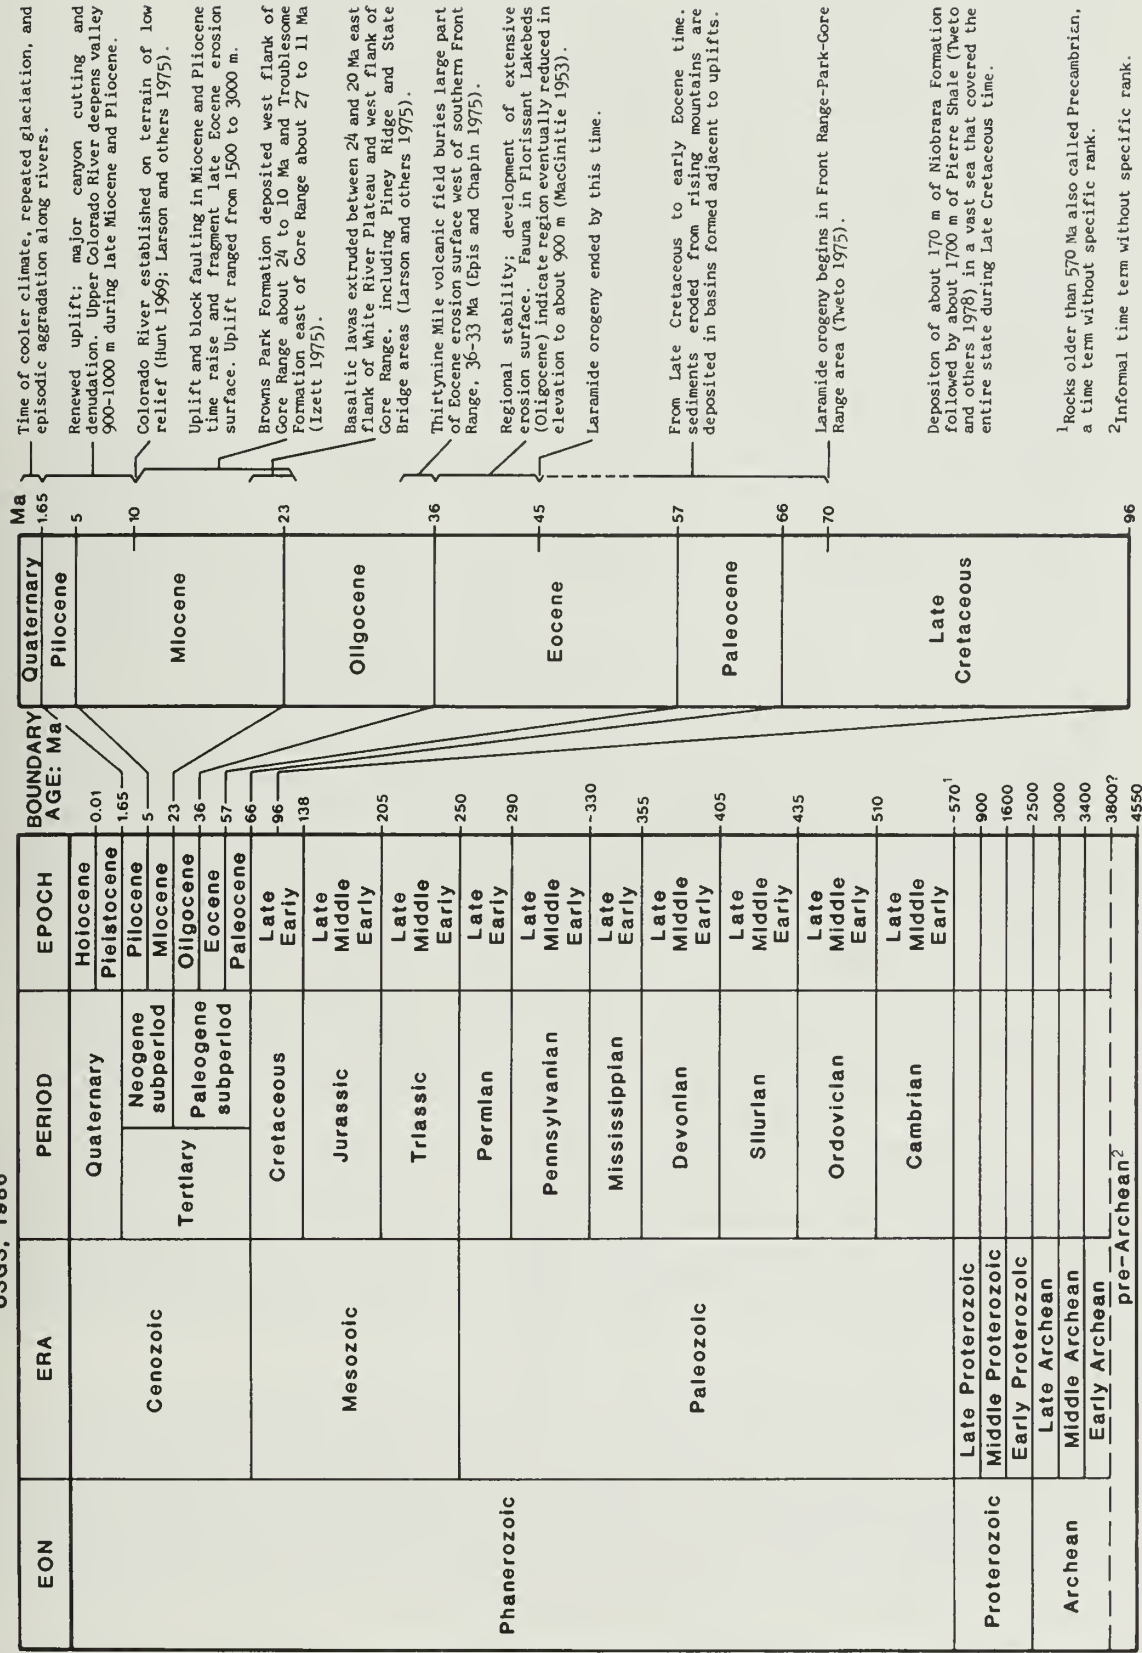 USGS,
EON ERA PERIOD EPOCH BOUNDARY
AGE: Ma
Phanerozoic
Proterozoic
Archean
Cenozoic
Mesozoic
Paleozoic
Late Proterozoic
Middle Proterozoic
Early Proterozoic
Late Archean
Middle Archean
Early Archean
pre-Archean2
Quaternary
Tertiary
Neogene
subperiod
Paleogene
subperiod
Cretaceous
Jurassic
Triassic
Permian
Pennsylvanian
Mississippian
Devonian
Silurian
Ordovician
Cambrian
Holocene
Pleistocene
Pliocene
Miocene
Oligocene
Eocene
Paleocene
Late
Early
Late
Middle
Early
Late
Middle
Early
Late
Early
Late
Middle
Early
Late
Early
Late
Middle
Early
Late
Middle
Early
Late
Middle
Early
Late
Middle
Early
0.01
1.65
5
23
36
57
66
96
138
205
250
290
~330
355
405
435
510
~570 1
900
1600
2500
3000
3400
3800?
4550
Quaternary
Pliocene
Miocene
Oligocene
Eocene
Paleocene
Late
Cretaceous
Ma
1.65
5
10
23
36
45
57
66
70
96
Time of cooler climate, repeated glaciation, and
episodic aggradation along rivers.
Renewed uplift; major canyon cutting and
denudation. Upper Colorado River deepens valley
900-1000 m during late Miocene and Pliocene.
Colorado River established on terrain of low
relief (Hunt 1969; Larson and others 1975).
Uplift and block faulting in Miocene and Pliocene
time raise and fragment late Eocene erosion
surface. Uplift ranged from 1500 to 3000 m.
Browns Park Formation deposited west flank of
Gore Range about 24 to 10 Ma and Troublesome
Formation east of Gore Range about 27 to 11 Ma
(Izett 1975).
Basaltic lavas extruded between 24 and 20 Ma east
flank of White River Plateau and west flank of
Gore Range. including Piney Ridge and State
Bridge areas (Larson and others 1975).
Thirtynine Mile volcanic field buries large part
of Eocene erosion surface west of southern Front
Range, 36-33 Ma (Epis and Chapin 1975).
Regional stability; development of extensive
erosion surface. Fauna in Florissant Lakebeds
(Oligocene) indicate region eventually reduced in
elevation to about 900 m (MacGinitie 1953).
Laramide orogeny ended by this time.
From Late Cretaceous to early Eocene time.
sediments eroded from rising mountains are
deposited in basins formed adjacent to uplifts.
Laramide orogeny begins in Front Range-Park-Gore
Range area (Tweto 1975).
Depositon of about 170 m of Niobrara Formation
followed by about 1700 m of Pierre Shale (Tweto
and others 1978) in a vast sea that covered the
entire state during Late Cretaceous time.
1Rocks older than 570 Ma also called Precambrian,
a time term without specific rank.
2Informal time term without specific rank.